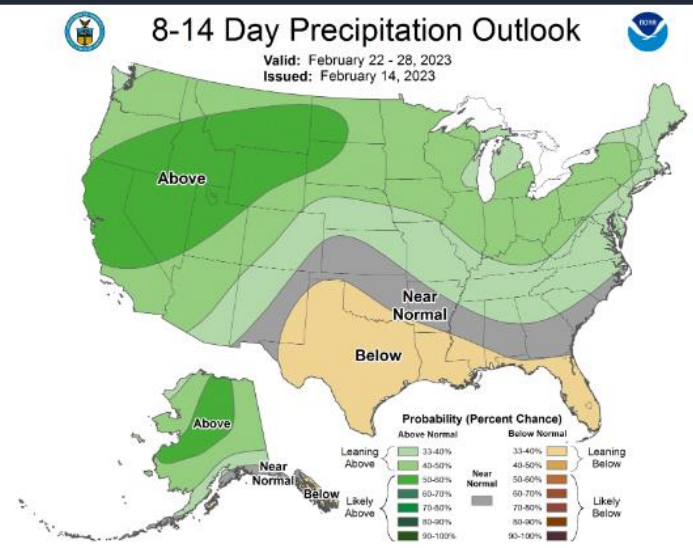 8-14 Day Precipitation Outlook
Valid: February 22 - 28, 2023
Issued: February 14, 2023
noaa
Above
Near
Normal
Below
Above
Near
Normal
Below
Probability (Percent Chance)
Above Normal
Below Normal
Leaning
Above
33-40%
40-50%
Likely
Above
50-60%
60-70%
70-80%
80-90%
90-100%
Near
Normal
33-40%
40-50%
Leaning
Below
50-60%
60-70%
70-80%
80-90%
90-100%
Likely
Below